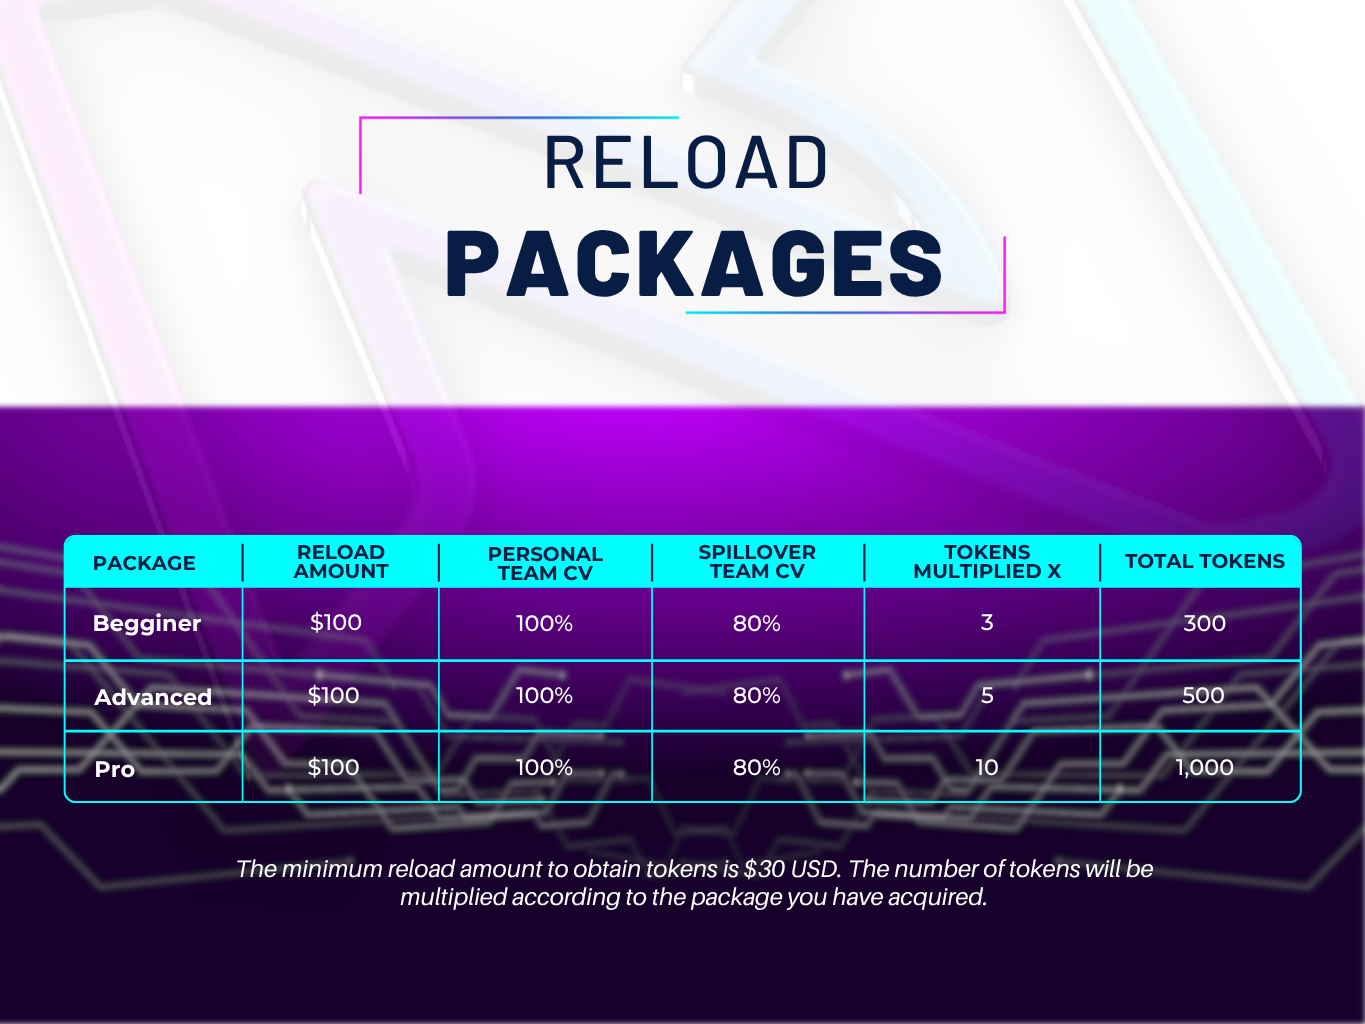 RELOAD
PACKAGES
PACKAGE RELOAD AMOUNT PERSONAL TEAM CV SPILLOVER TEAM CV TOKENS MULTIPLIED X TOTAL TOKENS
Begginer $100 100% 80% 3 300
Advanced $100 100% 80% 5 500
Pro $100 100% 80% 10 1,000
The minimum reload amount to obtain tokens is $30 USD. The number of tokens will be
multiplied according to the package you have acquired.